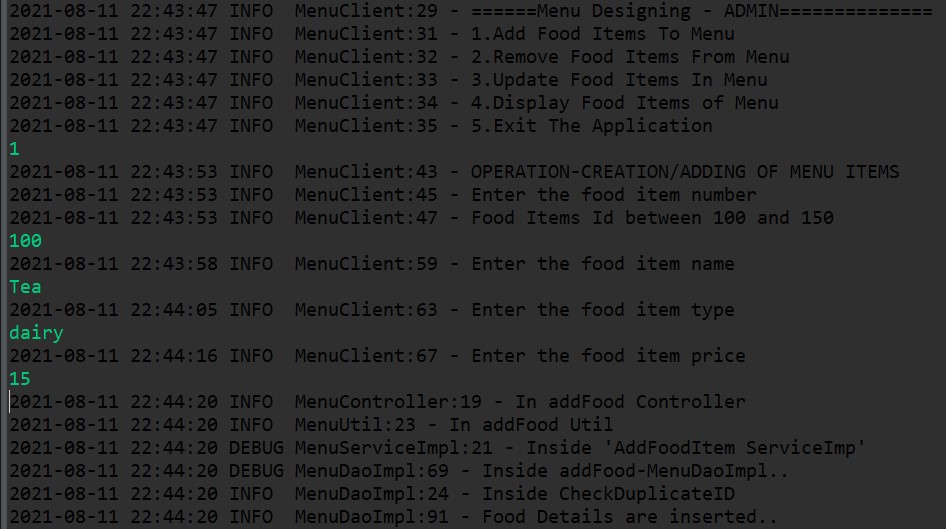 2021-08-11 22:43:47 INFO  MenuClient:29 - ======Menu Designing - ADMIN==============
2021-08-11 22:43:47 INFO  MenuClient:31 - 1.Add Food Items To Menu
2021-08-11 22:43:47 INFO  MenuClient:32 - 2.Remove Food Items From Menu
2021-08-11 22:43:47 INFO  MenuClient:33 - 3.Update Food Items In Menu
2021-08-11 22:43:47 INFO  MenuClient:34 - 4.Display Food Items of Menu
2021-08-11 22:43:47 INFO  MenuClient:35 - 5.Exit The Application
1
2021-08-11 22:43:53 INFO  MenuClient:43 - OPERATION-CREATION/ADDING OF MENU ITEMS
2021-08-11 22:43:53 INFO  MenuClient:45 - Enter the food item number
2021-08-11 22:43:53 INFO  MenuClient:47 - Food Items Id between 100 and 150
100
2021-08-11 22:43:58 INFO  MenuClient:59 - Enter the food item name
Tea
2021-08-11 22:44:05 INFO  MenuClient:63 - Enter the food item type
dairy
2021-08-11 22:44:16 INFO  MenuClient:67 - Enter the food item price
15
2021-08-11 22:44:20 INFO  MenuController:19 - In addFood Controller
2021-08-11 22:44:20 INFO  MenuUtil:23 - In addFood Util
2021-08-11 22:44:20 DEBUG MenuServiceImpl:21 - Inside 'AddFoodItem ServiceImp'
2021-08-11 22:44:20 DEBUG MenuDaoImpl:69 - Inside addFood-MenuDaoImpl..
2021-08-11 22:44:20 INFO  MenuDaoImpl:24 - Inside CheckDuplicateID
2021-08-11 22:44:20 INFO  MenuDaoImpl:91 - Food Details are inserted..